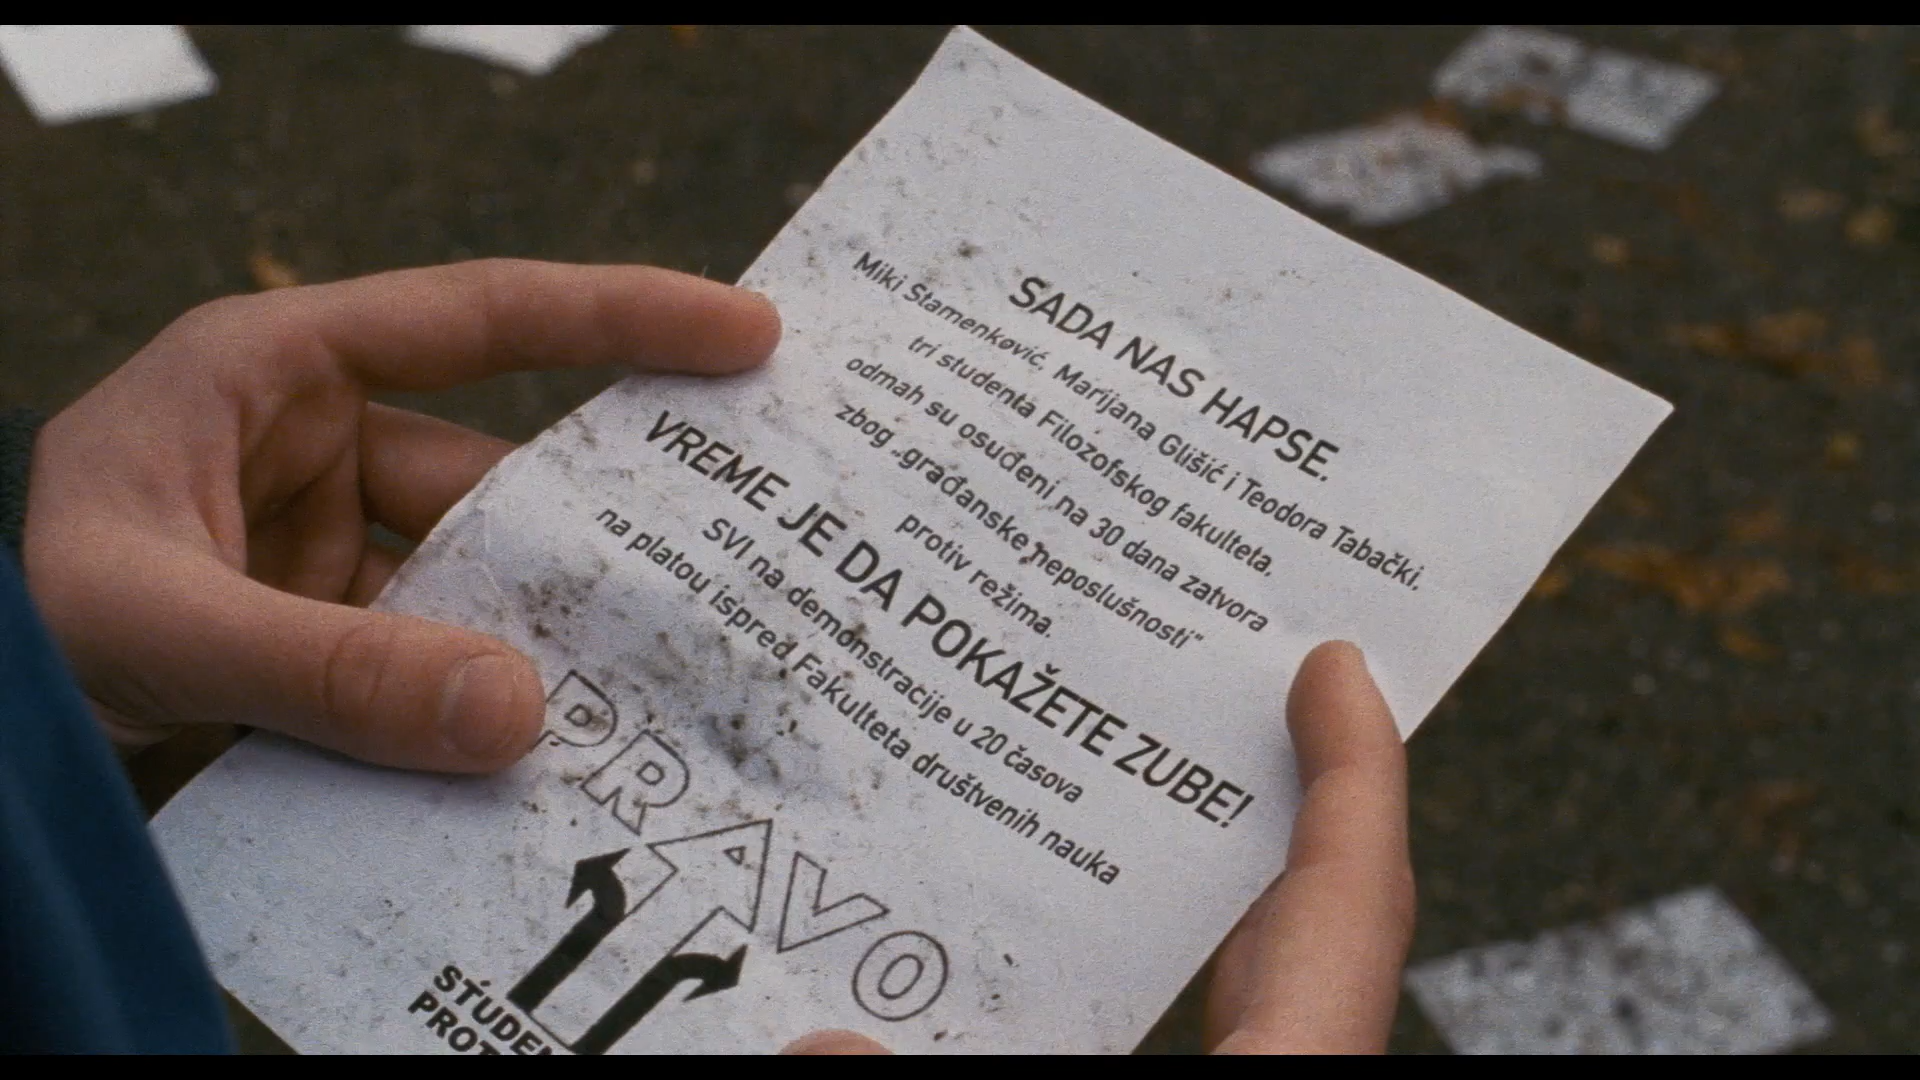 SADA NAS HAPSE.
Miki Stamenković, Marijana Glišić i Teodora Tabački,
tri studenta Filozofskog fakulteta,
odmah su osuđeni na 30 dana zatvora
zbog „građanske neposlušnosti"
protiv režima.
VREME JE DA POKAŽETE ZUBE!
SVI na demonstracije u 20 časova
na platou ispred Fakulteta društvenih nauka
PRAVO
STUDEN
PROT